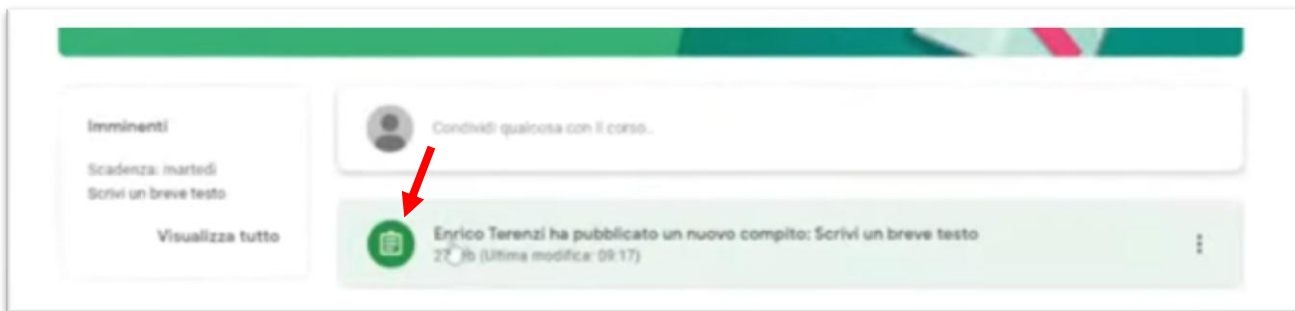 Imminenti
Scadenza: martedì
Scrivi un breve testo
Visualizza tutto
Condividi qualcosa con il corso...
Enrico Terenzi ha pubblicato un nuovo compito: Scrivi un breve testo
(Ultima modifica: 09:17)